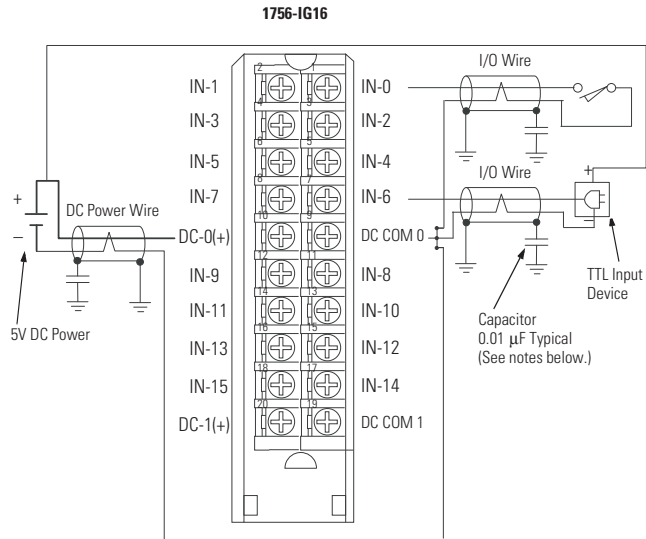 1756-IG16
I/O Wire
2 1
IN-1 IN-0
4 3
IN-3 IN-2
6 5
IN-5 IN-4
I/O Wire
+
8 7
IN-7 IN-6
+
DC Power Wire
10 9
–
DC-0(+) DC COM 0
–
12 11
IN-9 IN-8
TTL Input
Device
14 13
IN-11 IN-10
5V DC Power
Capacitor
0.01 µF Typical
(See notes below.)
16 15
IN-13 IN-12
18 17
IN-15 IN-14
20 19
DC-1(+) DC COM 1